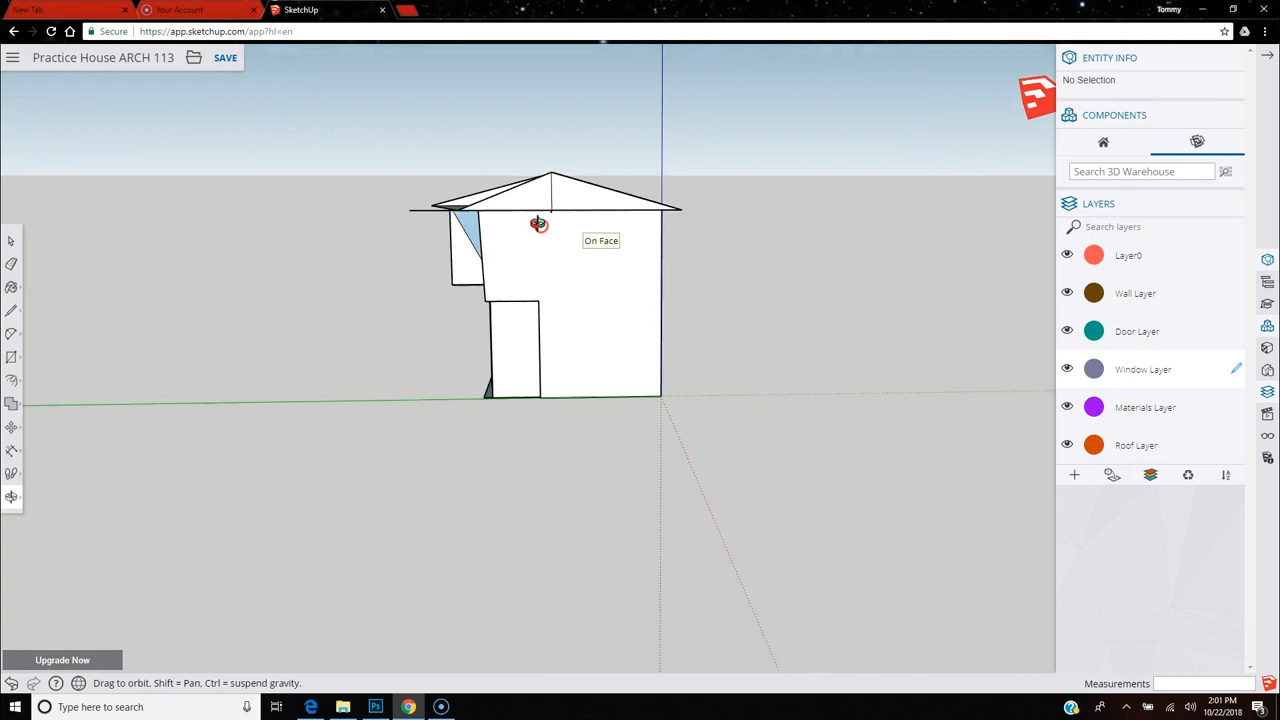 New Tab
Your Account
SketchUp
Tommy
Secure
https://app.sketchup.com/app?hl=en
Practice House ARCH 113
SAVE
ENTITY INFO
No Selection
COMPONENTS
Search 3D Warehouse
LAYERS
Search layers
Layer0
Wall Layer
Door Layer
Window Layer
Materials Layer
Roof Layer
On Face
Upgrade Now
Drag to orbit. Shift = Pan, Ctrl = suspend gravity.
Measurements
Type here to search
2:01 PM
10/22/2018